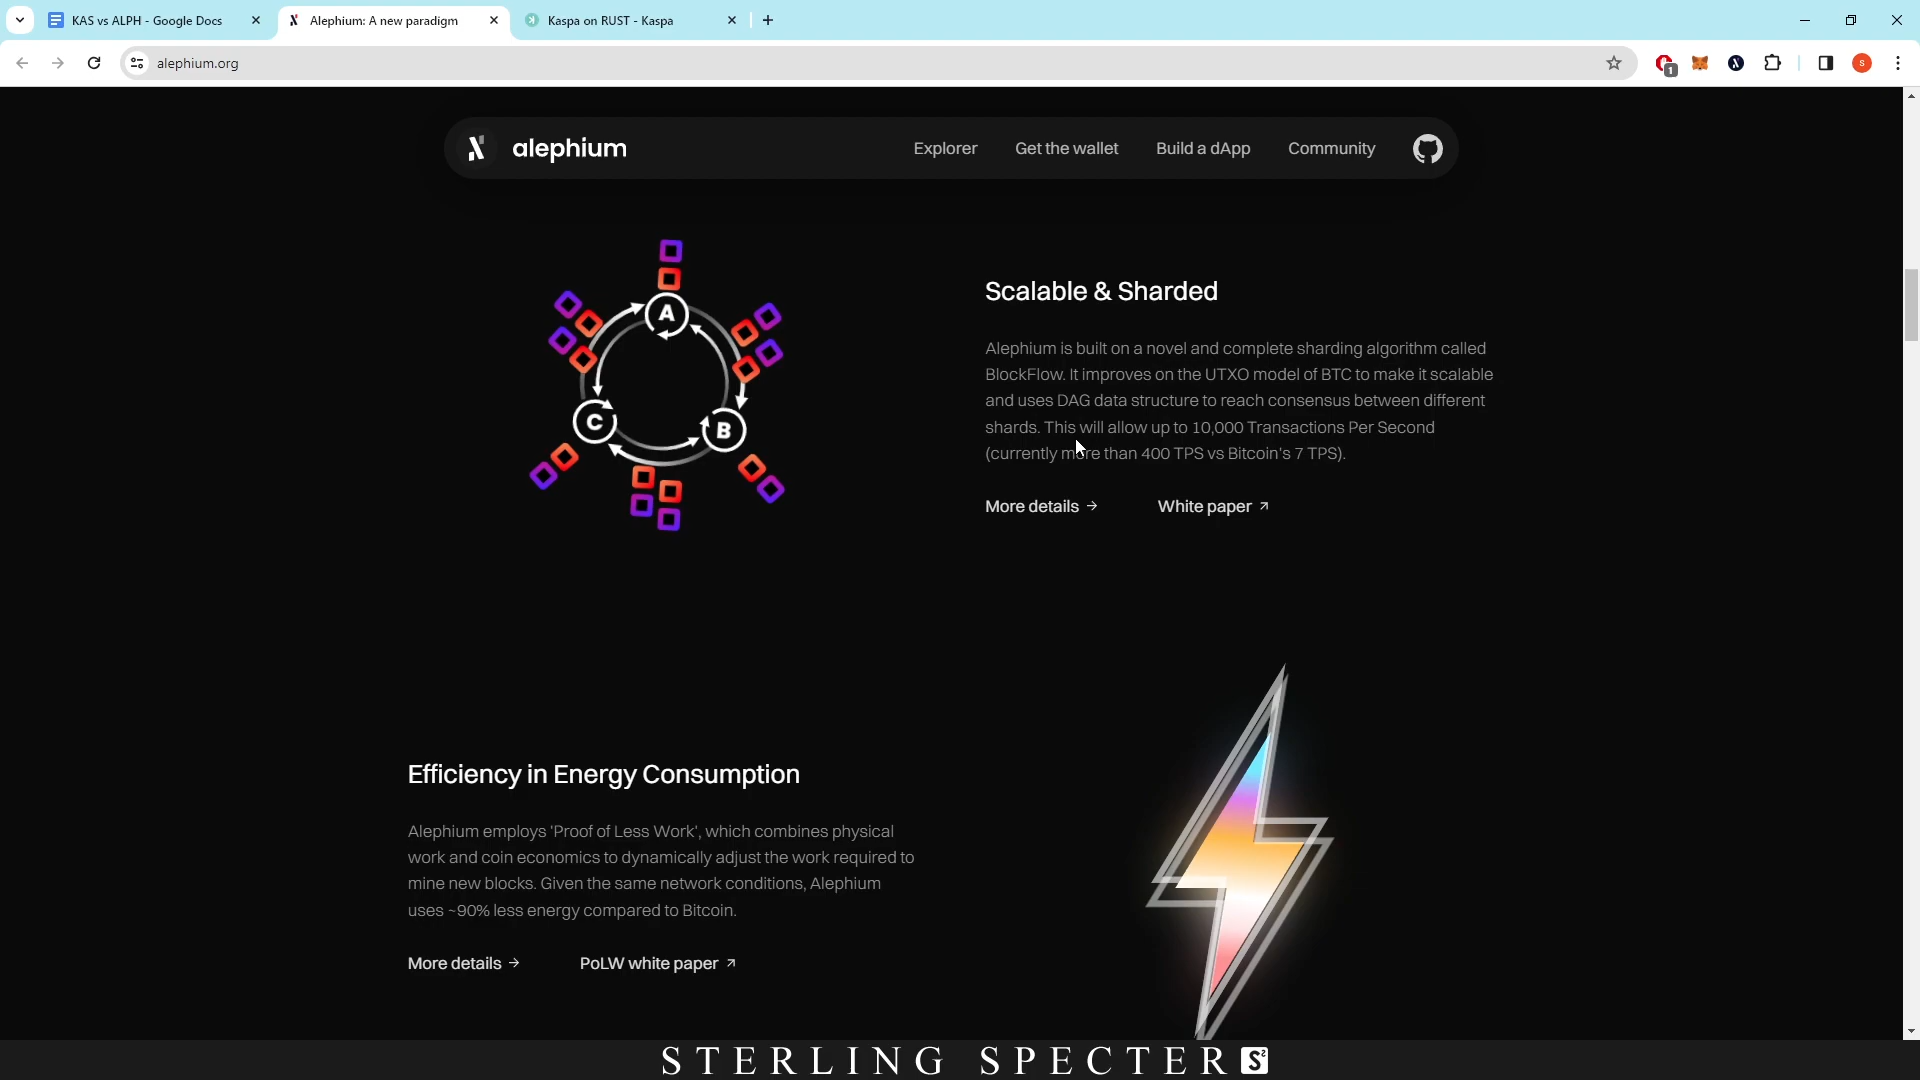 KAS vs ALPH - Google Docs
Alephium: A new paradigm
Kaspa on RUST - Kaspa
alephium.org
1
S
alephium
Explorer
Get the wallet
Build a dApp
Community
A
B
C
Scalable & Sharded
Alephium is built on a novel and complete sharding algorithm called
BlockFlow. It improves on the UTXO model of BTC to make it scalable
and uses DAG data structure to reach consensus between different
shards. This will allow up to 10,000 Transactions Per Second
(currently more than 400 TPS vs Bitcoin's 7 TPS).
More details →
White paper ↗
Efficiency in Energy Consumption
Alephium employs 'Proof of Less Work', which combines physical
work and coin economics to dynamically adjust the work required to
mine new blocks. Given the same network conditions, Alephium
uses ~90% less energy compared to Bitcoin.
More details →
PoLW white paper ↗
STERLING SPECTER S²